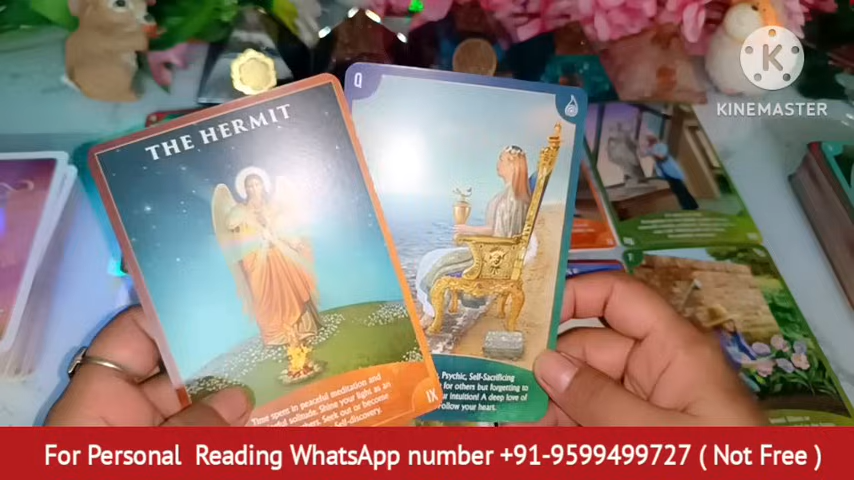 K
KINEMASTER
THE HERMIT
Q
Time spent in peaceful meditation and
solitude. Shine your light as an
Seek out or become
Self-discovery.
IX
Psychic, Self-Sacrificing
for others but forgetting to
intuition! A deep love of
Follow your heart.
For Personal Reading WhatsApp number +91-9599499727 ( Not Free )